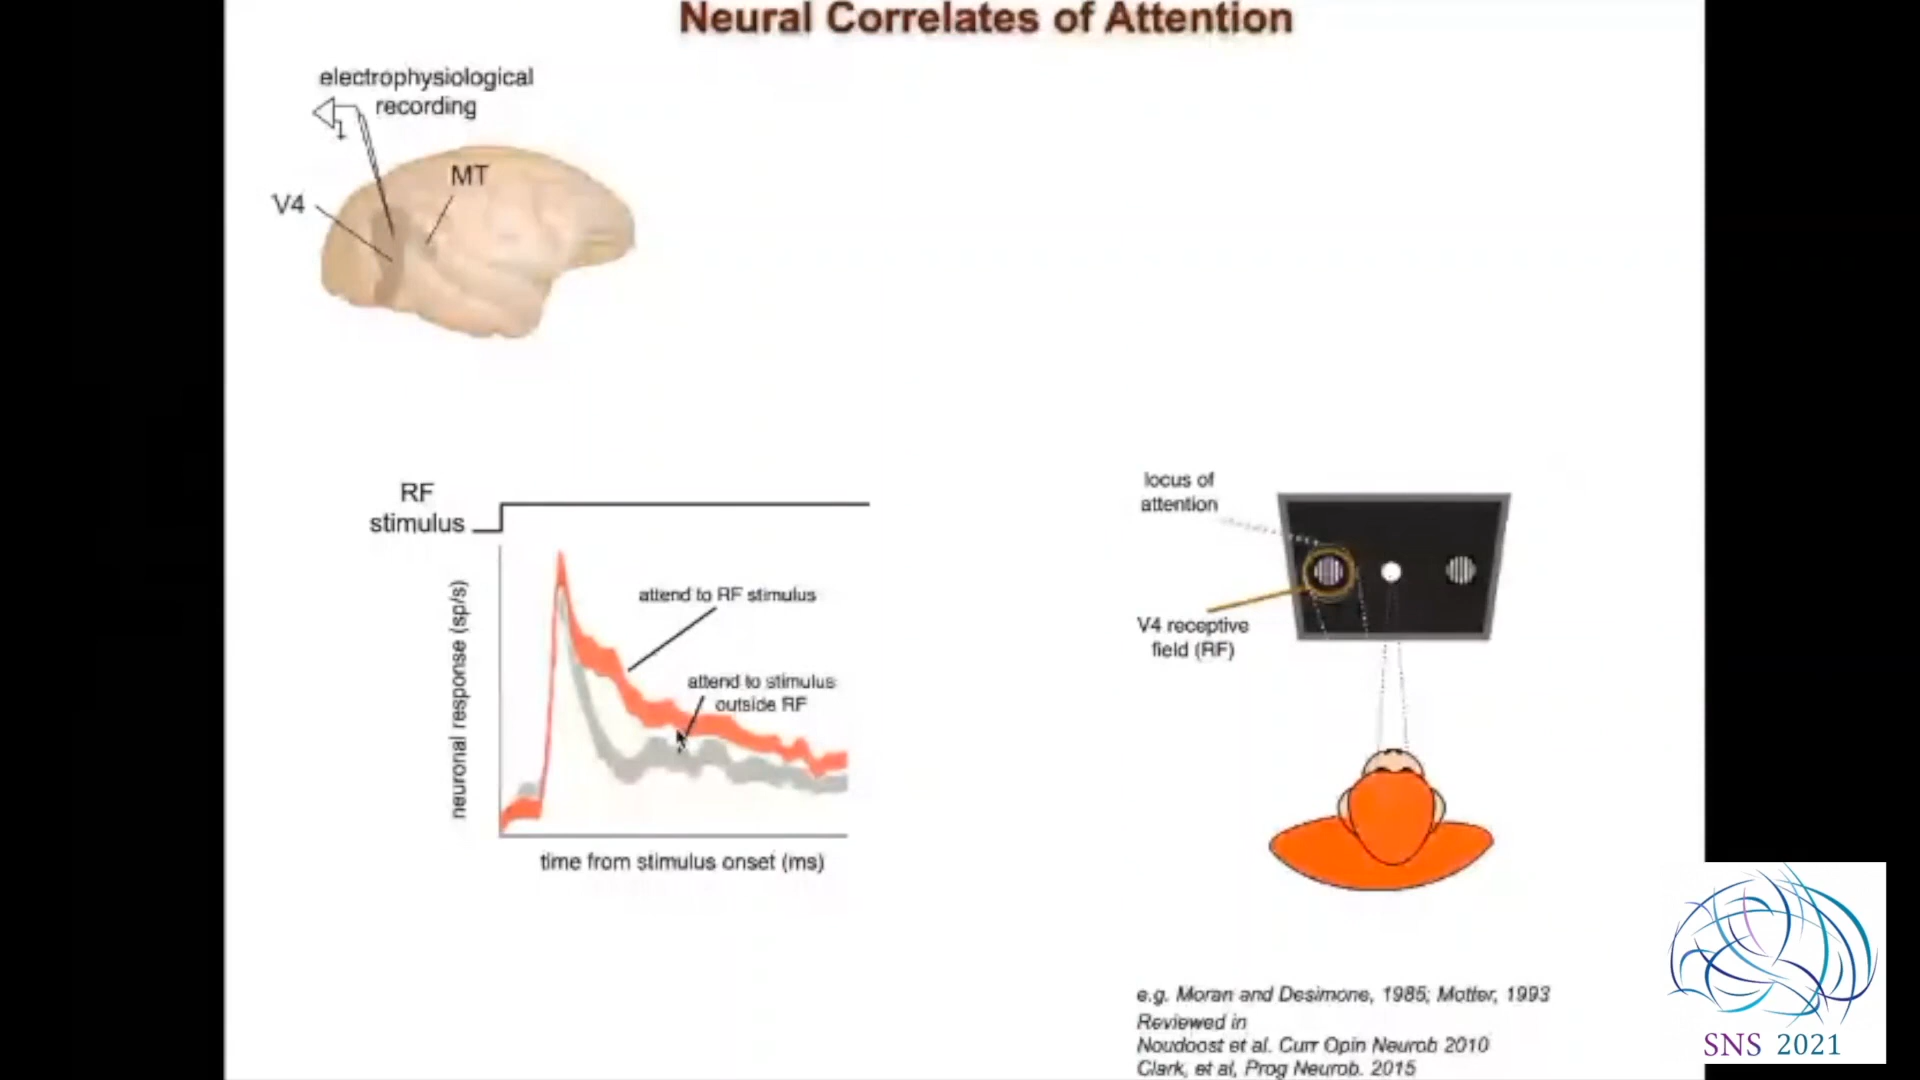 Neural Correlates of Attention
electrophysiological
recording
MT
V4
RF
stimulus
neuronal response (sp/s)
attend to RF stimulus
attend to stimulus
outside RF
time from stimulus onset (ms)
locus of
attention
V4 receptive
field (RF)
e.g. Moran and Desimone, 1985; Motter, 1993
Reviewed in
Noudoost et al. Curr Opin Neurob 2010
Clark, et al, Prog Neurob. 2015
SNS 2021